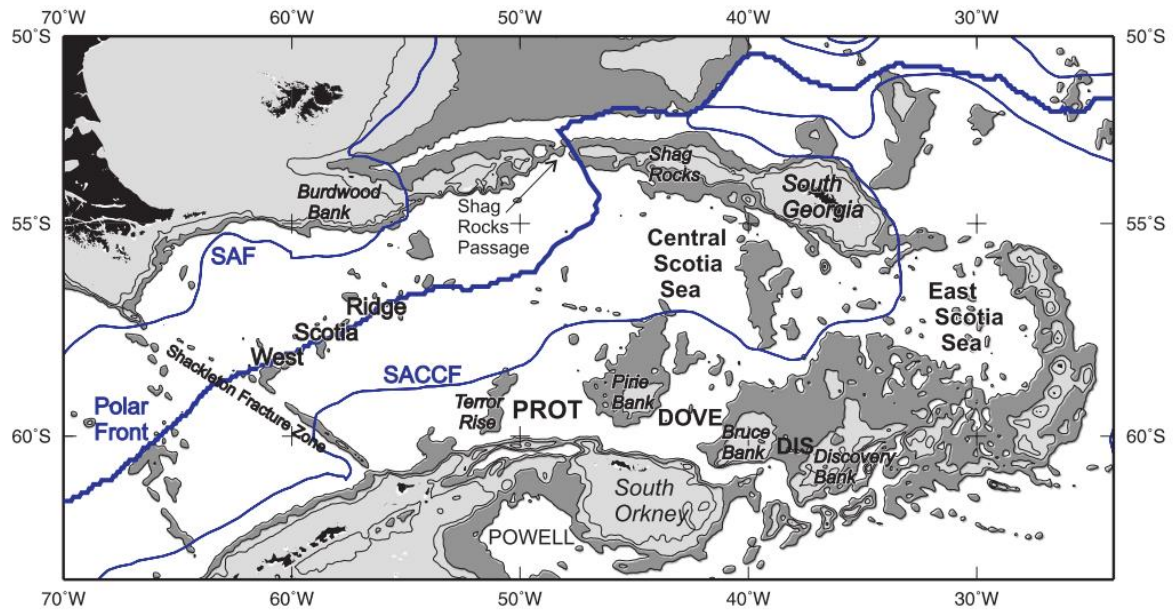 70°W 60°W 50°W 40°W 30°W
50°S 50°S
Burdwood
Bank
Shag
Rocks
South
Georgia
Shag
Rocks
Passage
55°S 55°S
SAF
Central
Scotia
Sea
East
Scotia
Sea
West Scotia Ridge
Shackleton Fracture Zone
SACCF
Polar
Front
Terror
Rise
PROT
Pirie
Bank
DOVE
Bruce
Bank
DIS
Discovery
Bank
60°S 60°S
South
Orkney
POWELL
70°W 60°W 50°W 40°W 30°W